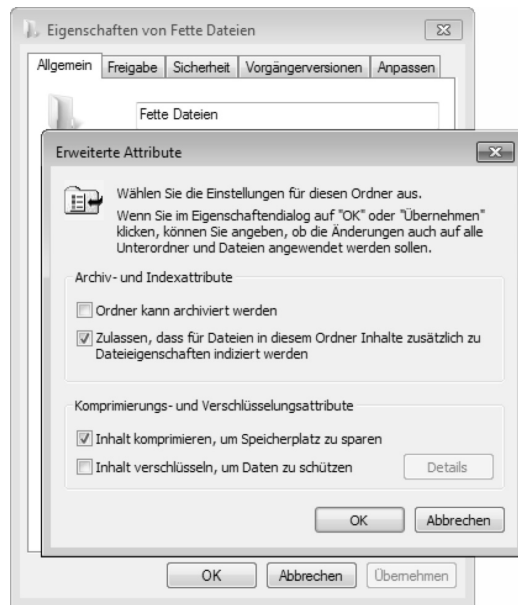 Eigenschaften von Fette Dateien
Allgemein Freigabe Sicherheit Vorgängerversionen Anpassen
Fette Dateien
Erweiterte Attribute
Wählen Sie die Einstellungen für diesen Ordner aus.
Wenn Sie im Eigenschaftendialog auf "OK" oder "Übernehmen"
klicken, können Sie angeben, ob die Änderungen auch auf alle
Unterordner und Dateien angewendet werden sollen.
Archiv- und Indexattribute
Ordner kann archiviert werden
Zulassen, dass für Dateien in diesem Ordner Inhalte zusätzlich zu
Dateieigenschaften indiziert werden
Komprimierungs- und Verschlüsselungsattribute
Inhalt komprimieren, um Speicherplatz zu sparen
Inhalt verschlüsseln, um Daten zu schützen Details
OK Abbrechen
OK Abbrechen Übernehmen